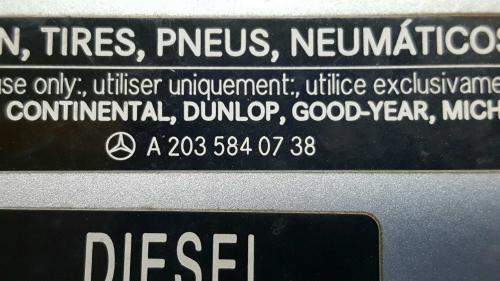 N, TIRES, PNEUS, NEUMÁTICOS
use only:, utiliser uniquement:, utilice exclusivame
CONTINENTAL, DUNLOP, GOOD-YEAR, MICH
A 203 584 07 38
DIESEL